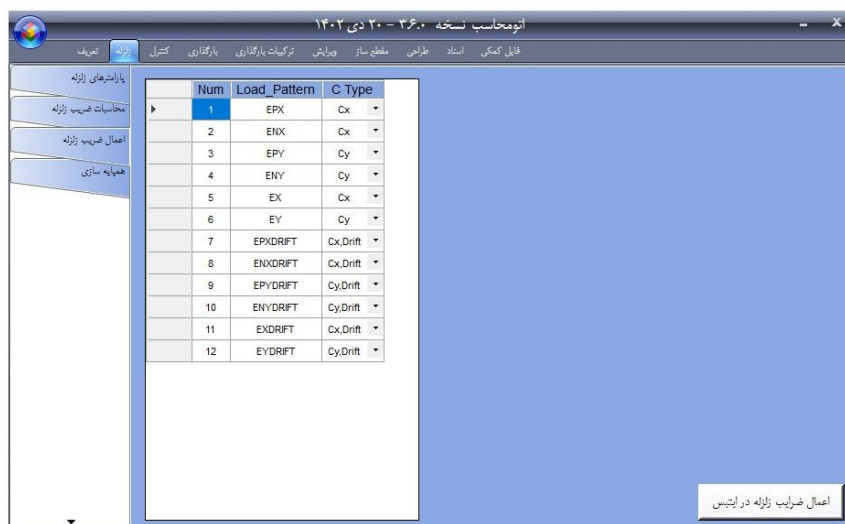 اتومحاسب نسخه ۳.۶.۰ - ۲۰ دی ۱۴۰۲
تعریف زلزله کنترل بارگذاری ترکیبات بارگذاری ویرایش مقطع ساز طراحی اسناد فایل کمکی
پارامترهای زلزله
محاسبات ضریب زلزله
اعمال ضریب زلزله
همپایه سازی
Num Load_Pattern C Type
1 EPX Cx
2 ENX Cx
3 EPY Cy
4 ENY Cy
5 EX Cx
6 EY Cy
7 EPXDRIFT Cx,Drift
8 ENXDRIFT Cx,Drift
9 EPYDRIFT Cy,Drift
10 ENYDRIFT Cy,Drift
11 EXDRIFT Cx,Drift
12 EYDRIFT Cy,Drift
اعمال ضرایب زلزله در ایتبس